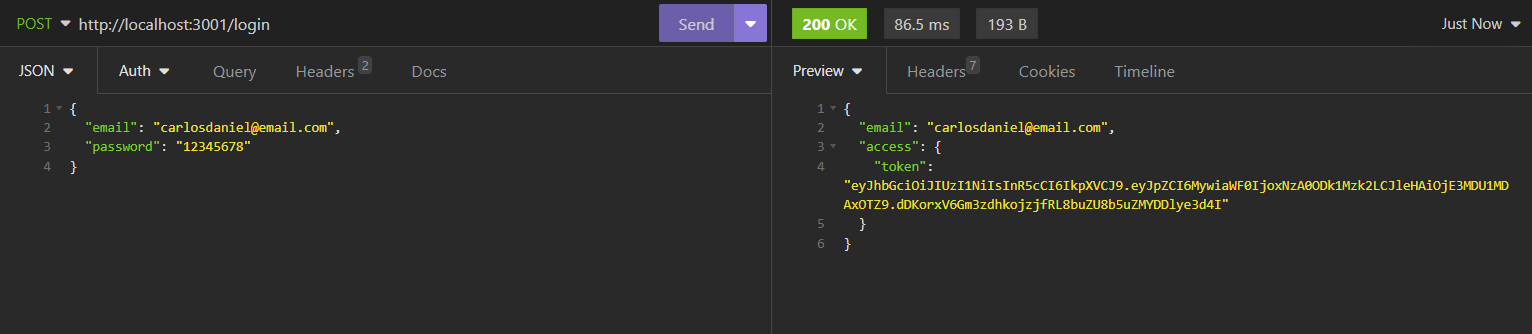 POST http://localhost:3001/login Send
JSON Auth Query Headers 2 Docs
1 {
2 "email": "carlosdaniel@email.com",
3 "password": "12345678"
4 }
200 OK 86.5 ms 193 B Just Now
Preview Headers 7 Cookies Timeline
1 {
2 "email": "carlosdaniel@email.com",
3 "access": {
4 "token":
"eyJhbGciOiJIUzI1NiIsInR5cCI6IkpXVCJ9.eyJpZCI6MywiaWF0IjoxNzA0ODk1Mzk2LCJleHAiOjE3MDU1MD
AxOTZ9.dDKorxV6Gm3zdhkojzjfRL8buZU8b5uZMYDDlye3d4I"
5 }
6 }